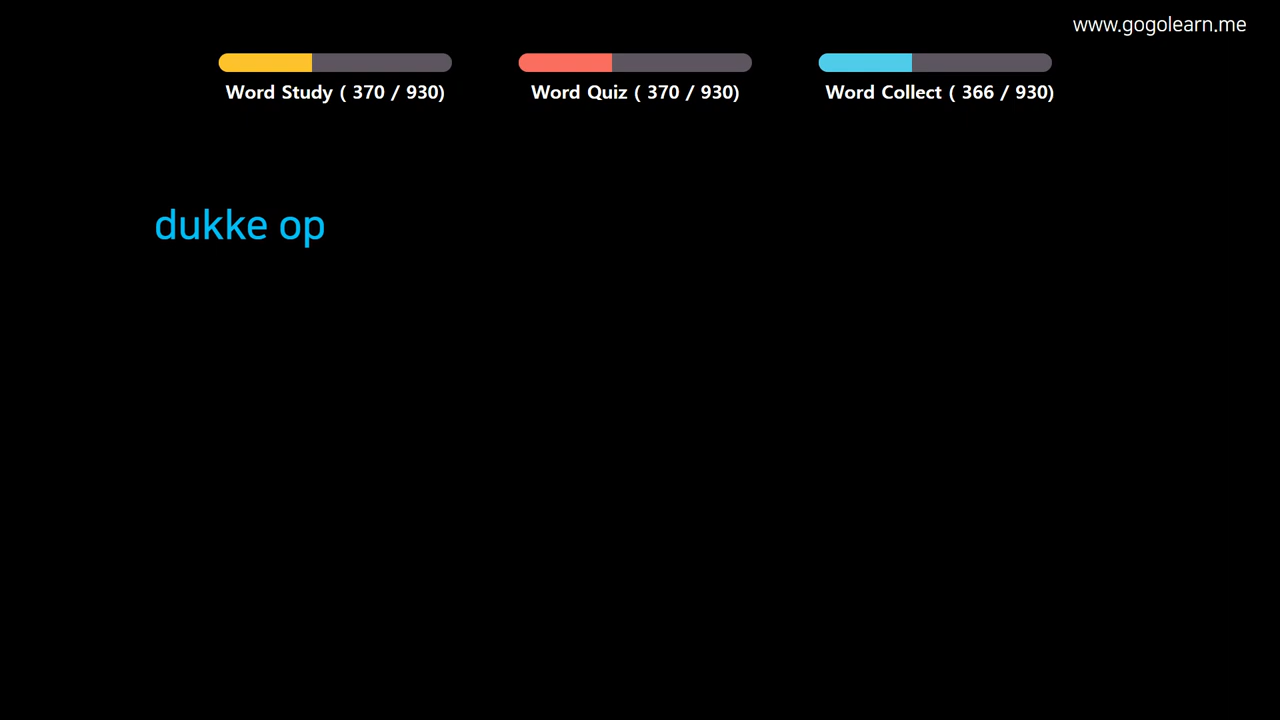 www.gogolearn.me
Word Study ( 370 / 930)
Word Quiz ( 370 / 930)
Word Collect ( 366 / 930)
dukke op